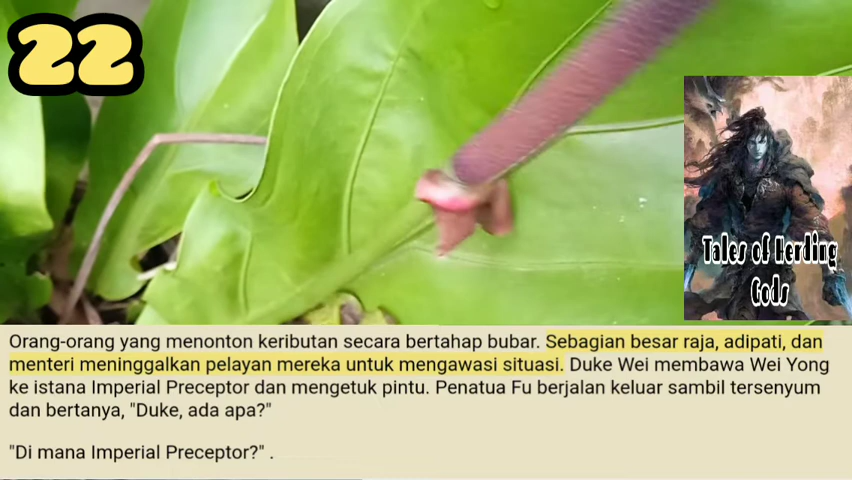 22
Tales of Herding
Gods
Orang-orang yang menonton keributan secara bertahap bubar. Sebagian besar raja, adipati, dan
menteri meninggalkan pelayan mereka untuk mengawasi situasi. Duke Wei membawa Wei Yong
ke istana Imperial Preceptor dan mengetuk pintu. Penatua Fu berjalan keluar sambil tersenyum
dan bertanya, "Duke, ada apa?"
"Di mana Imperial Preceptor?" .